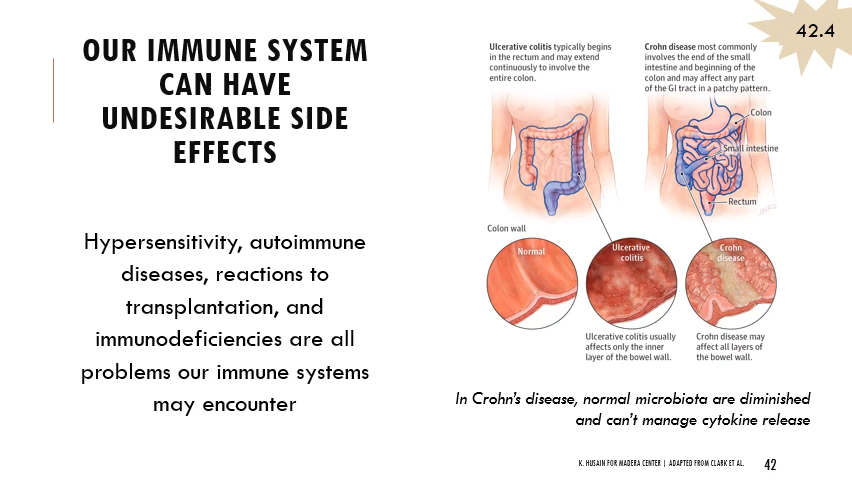 42.4
OUR IMMUNE SYSTEM
CAN HAVE
UNDESIRABLE SIDE
EFFECTS
Hypersensitivity, autoimmune
diseases, reactions to
transplantation, and
immunodeficiencies are all
problems our immune systems
may encounter
Ulcerative colitis typically begins
in the rectum and may extend
continuously to involve the
entire colon.
Crohn disease most commonly
involves the end of the small
intestine and beginning of the
colon and may affect any part
of the GI tract in a patchy pattern.
Colon
Small intestine
Rectum
Colon wall
Normal
Ulcerative
colitis
Crohn
disease
Ulcerative colitis usually
affects only the inner
layer of the bowel wall.
Crohn disease may
affect all layers of
the bowel wall.
In Crohn's disease, normal microbiota are diminished
and can't manage cytokine release
K. HUSAIN FOR MADERA CENTER | ADAPTED FROM CLARK ET AL.
42